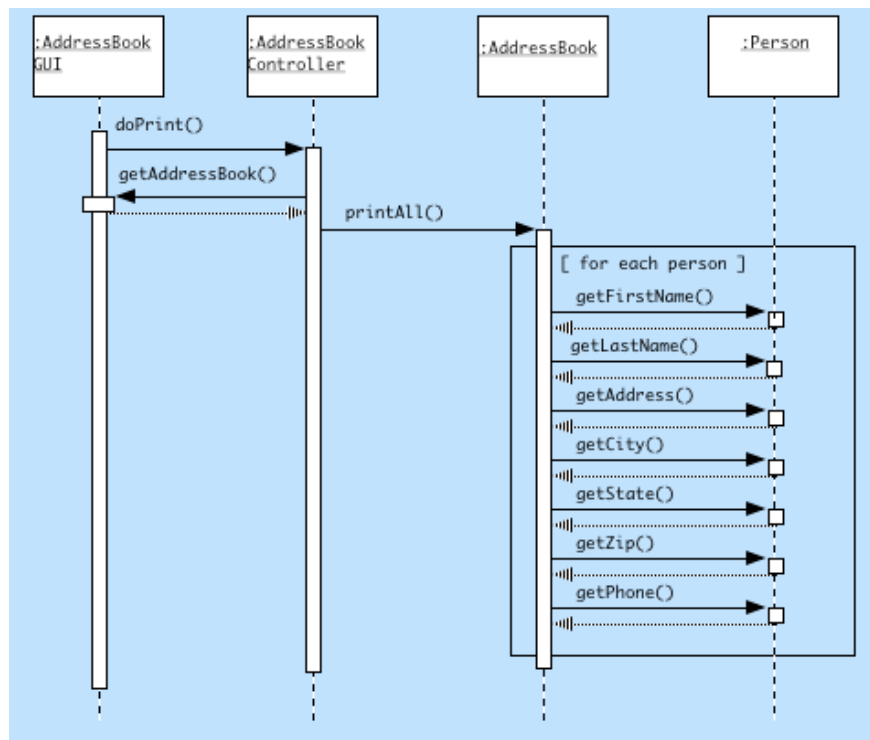 :AddressBook
GUI
:AddressBook
Controller
:AddressBook
:Person
doPrint()
getAddressBook()
printAll()
[ for each person ]
getFirstName()
getLastName()
getAddress()
getCity()
getState()
getZip()
getPhone()